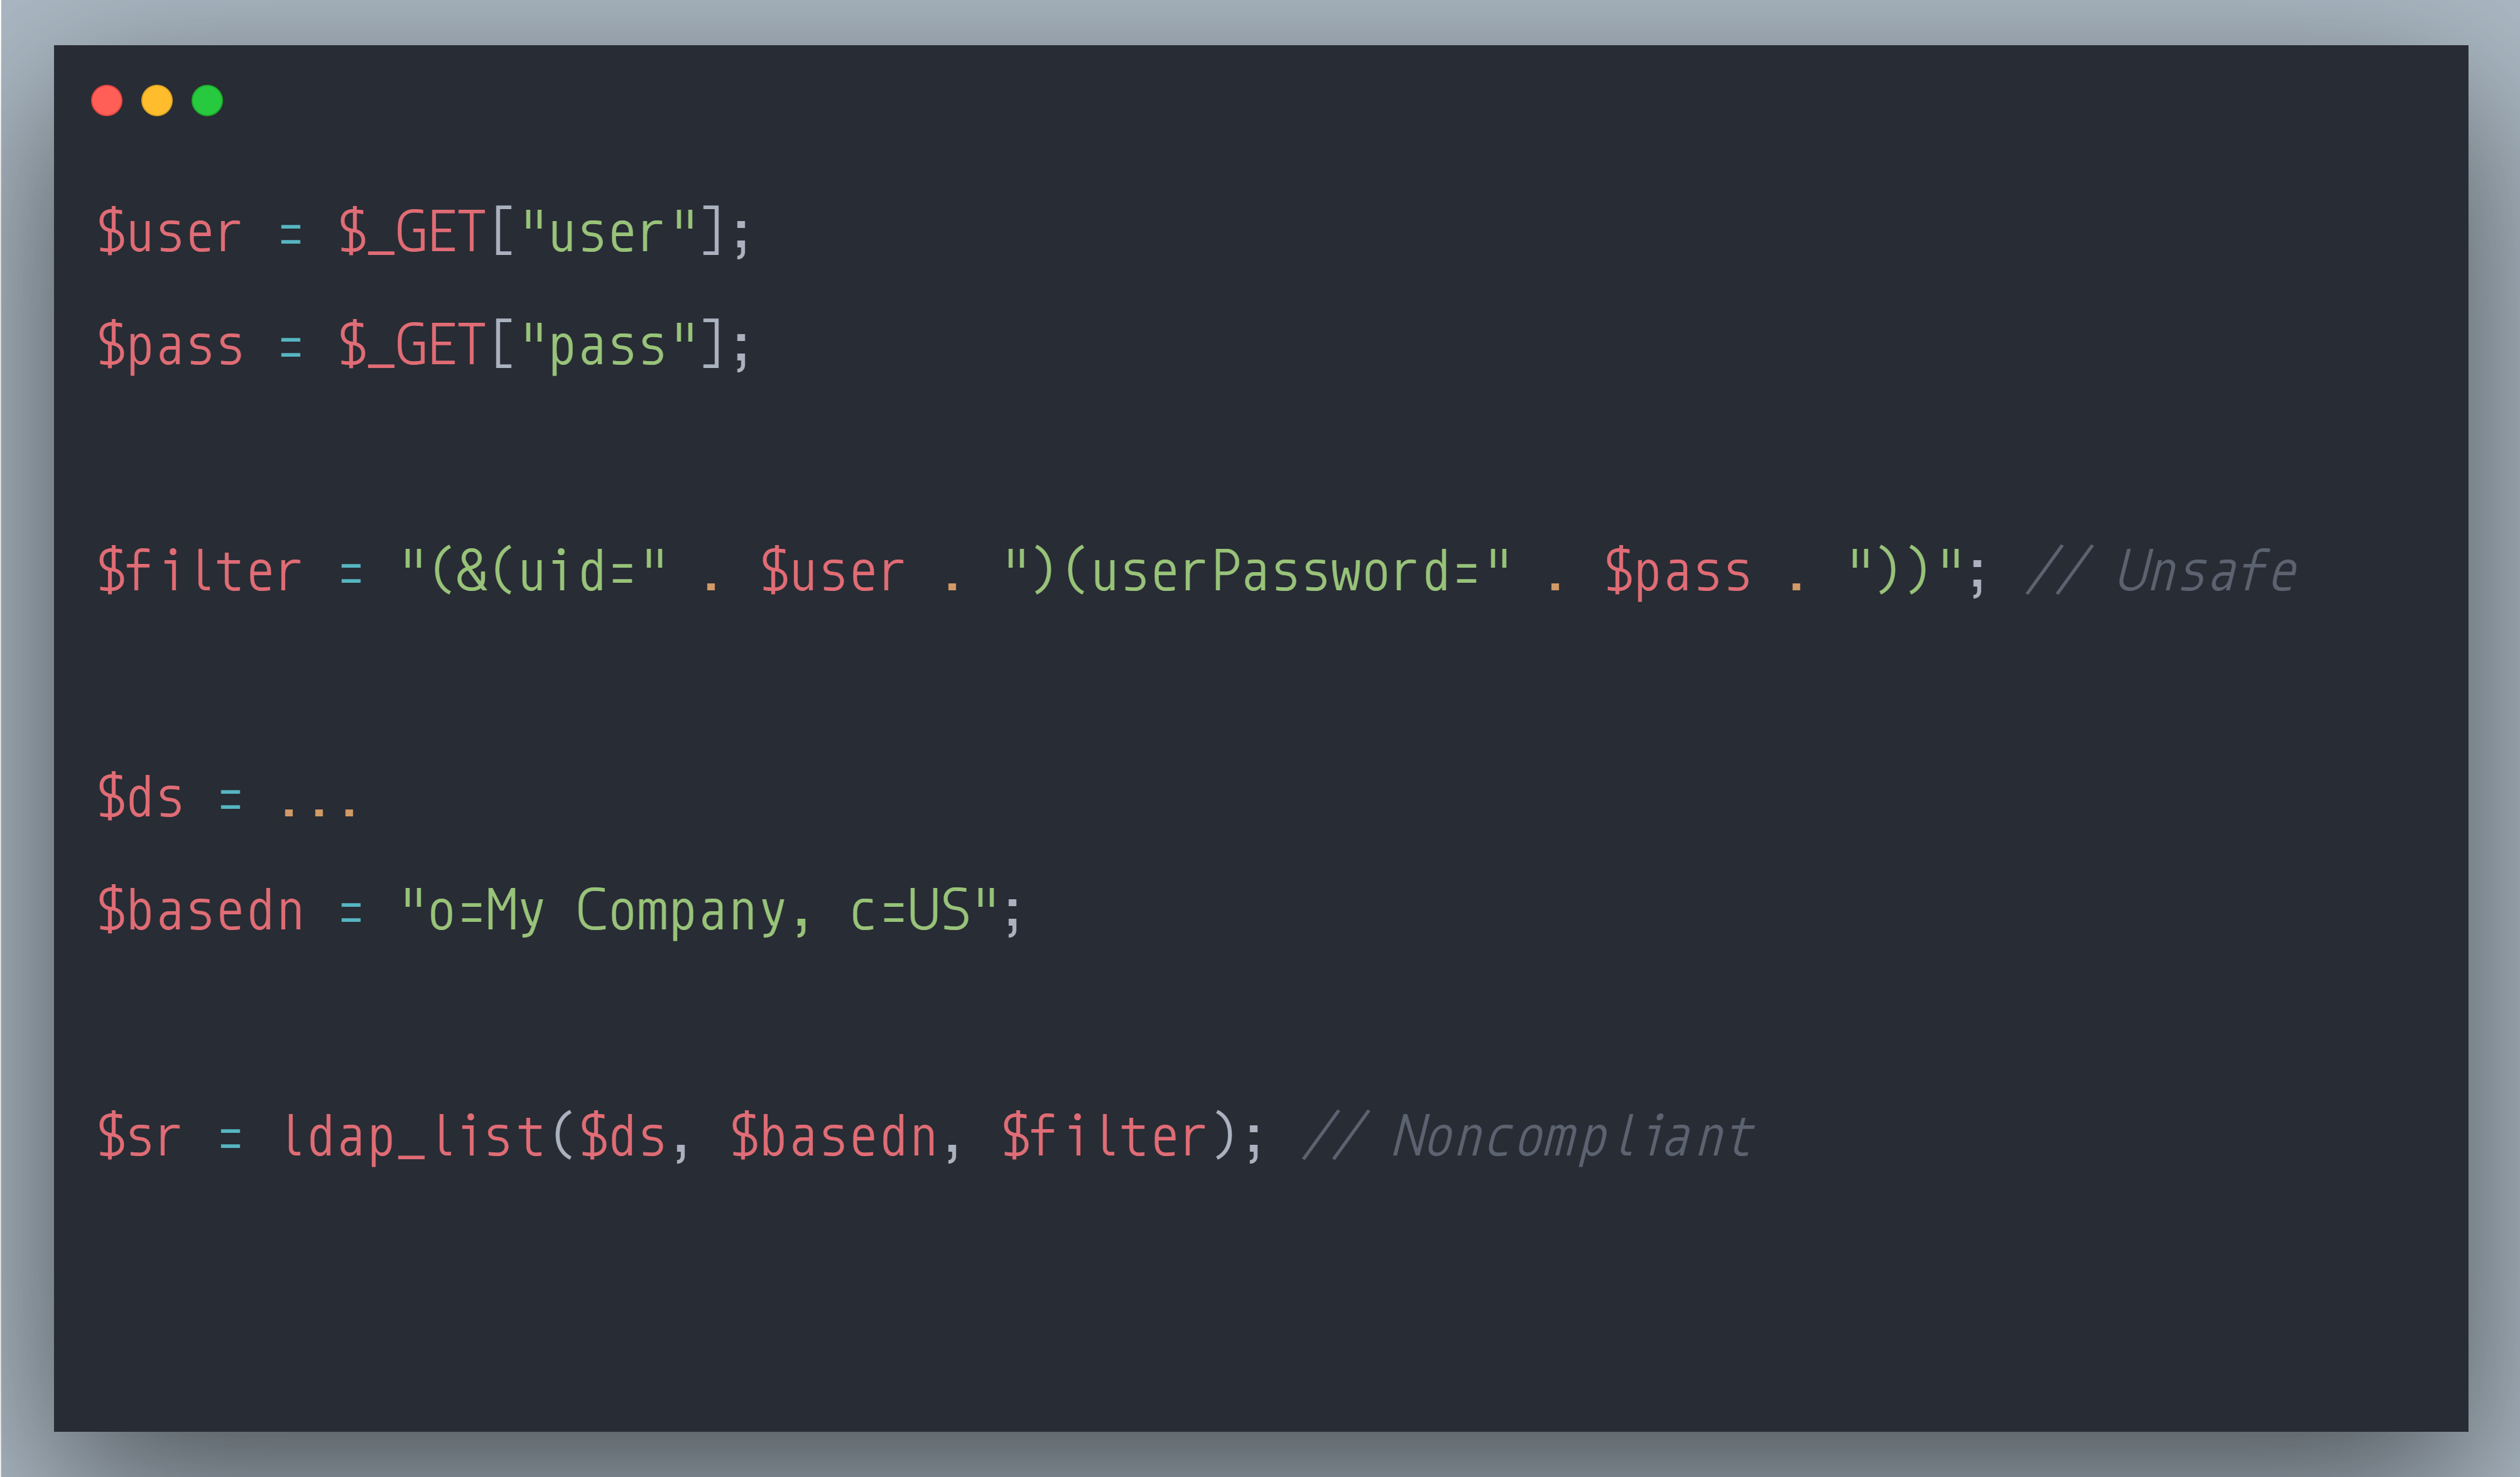 $user = $_GET["user"];
$pass = $_GET["pass"];
$filter = "(&(uid=" . $user . ")(userPassword=" . $pass . "))"; // Unsafe
$ds = ...
$basedn = "o=My Company, c=US";
$sr = ldap_list($ds, $basedn, $filter); // Noncompliant